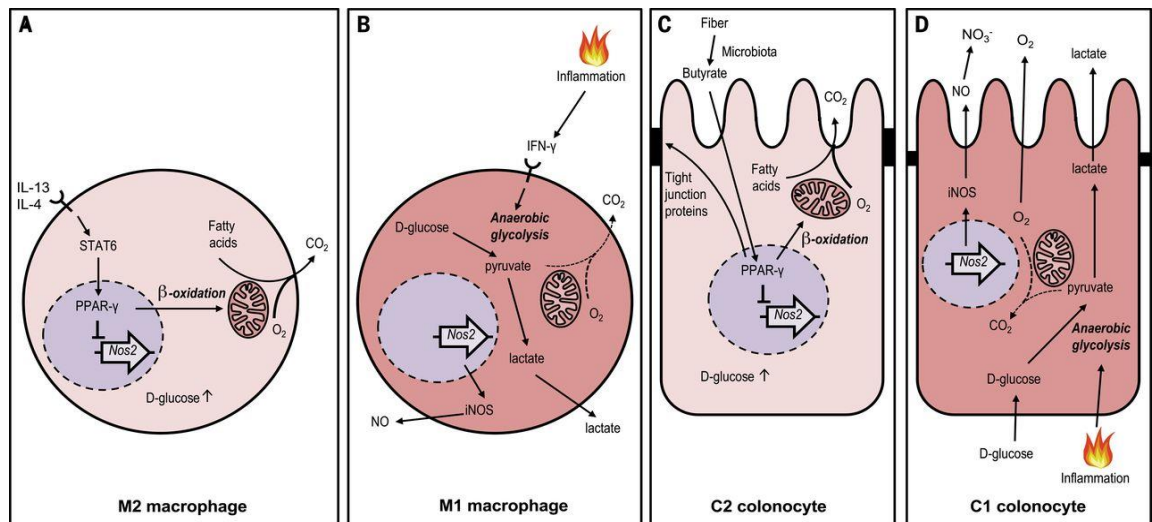 A
IL-13
IL-4
STAT6
PPAR-γ
Nos2
Fatty
acids
β-oxidation
CO2
O2
D-glucose ↑
M2 macrophage
B
Inflammation
IFN-γ
Anaerobic
glycolysis
D-glucose
pyruvate
CO2
O2
Nos2
lactate
iNOS
NO
lactate
M1 macrophage
C
Fiber
Microbiota
Butyrate
CO2
Fatty
acids
Tight
junction
proteins
O2
β-oxidation
PPAR-γ
Nos2
D-glucose ↑
C2 colonocyte
D
NO3-
O2
lactate
NO
lactate
iNOS
O2
Nos2
pyruvate
CO2
Anaerobic
glycolysis
D-glucose
D-glucose
Inflammation
C1 colonocyte